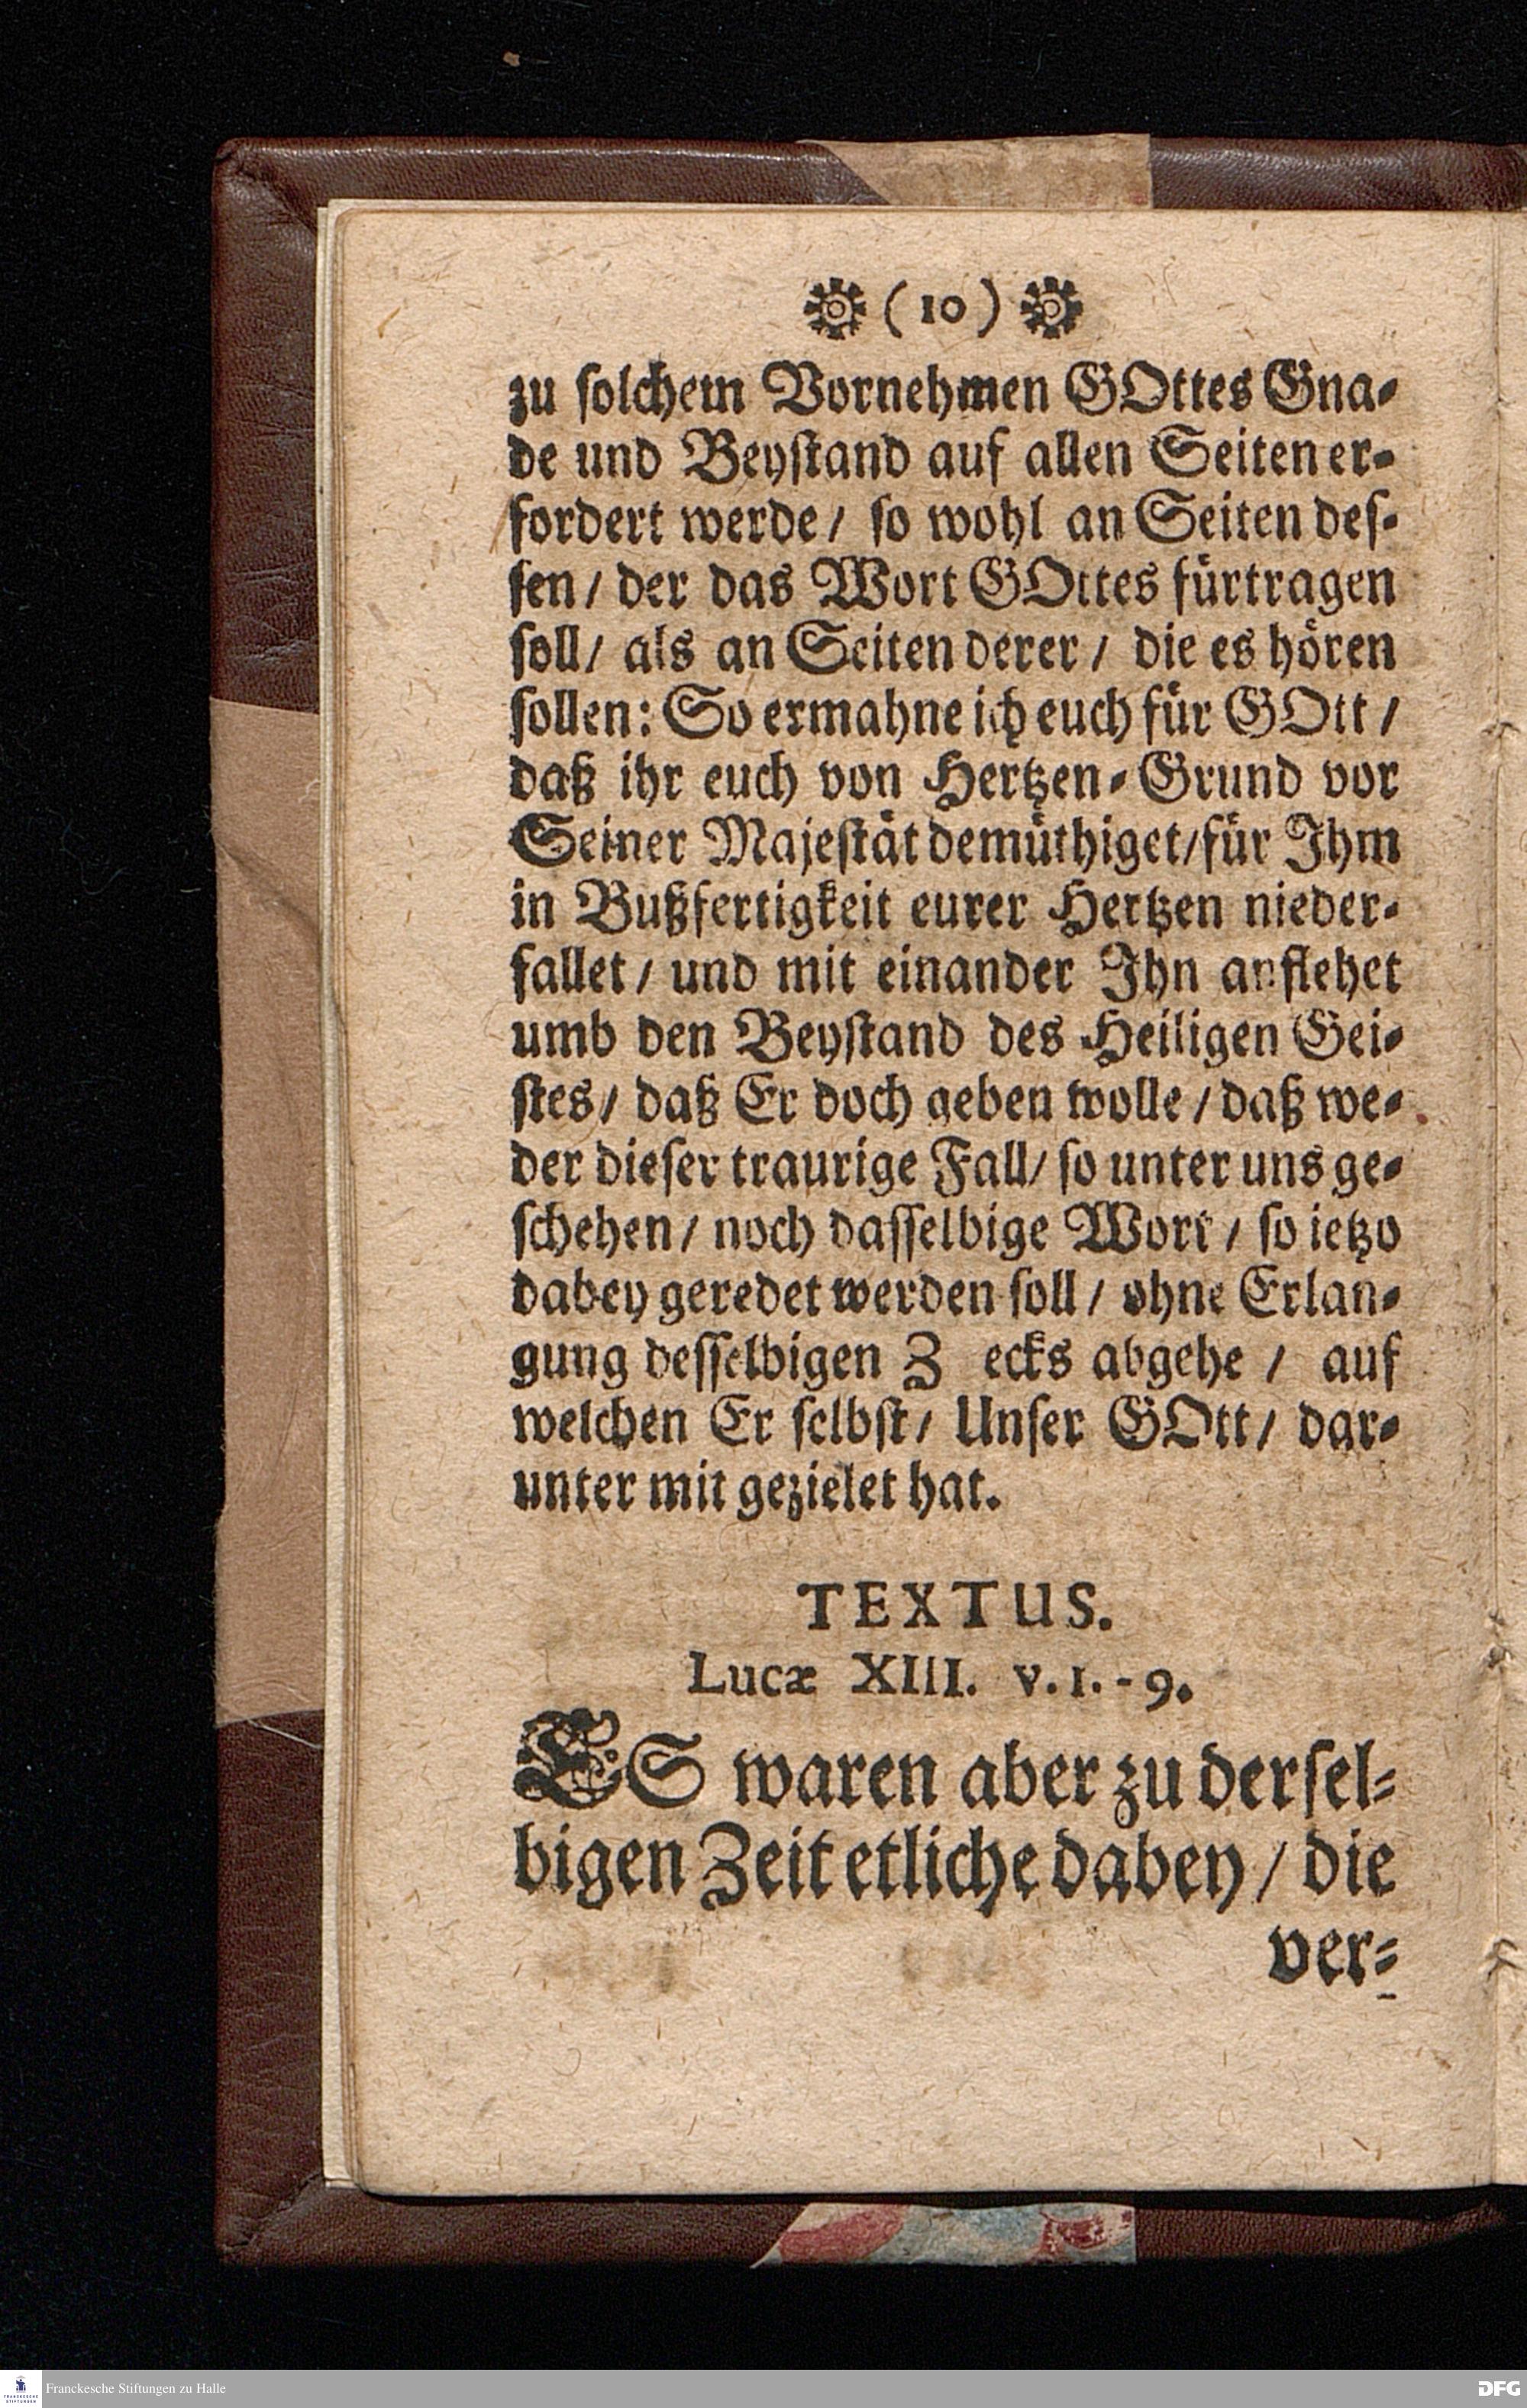 (10)
zu solchem Vornehmen GOttes Gna-
de und Beystand auf allen Seiten er-
fordert werde / so wohl an Seiten des-
sen / der das Wort GOttes fürtragen
soll / als an Seiten derer / die es hören
sollen: So ermahne ich euch für GOtt /
daß ihr euch von Hertzen-Grund vor
Seiner Majestät demüthiget / für Ihm
in Bußfertigkeit eurer Hertzen nieder-
fallet / und mit einander Ihn anflehet
umb den Beystand des Heiligen Gei-
stes / daß Er doch geben wolle / daß we-
der dieser traurige Fall / so unter uns ge-
schehen / noch dasselbige Wort / so ietzo
dabey geredet werden soll / ohne Erlan-
gung desselbigen Z ecks abgehe / auf
welchen Er selbst / Unser GOtt / dar-
unter mit gezielet hat.
TEXTUS.
Lucæ XIII. v. 1. - 9.
ES waren aber zu dersel-
bigen Zeit etliche dabey / die
ver-
FRANCKESCHE STIFTUNGEN
Franckesche Stiftungen zu Halle
DFG